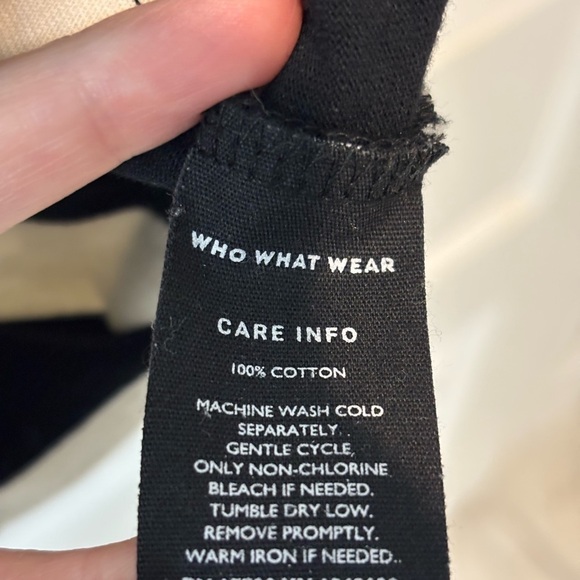 WHO WHAT WEAR
CARE INFO
100% COTTON
MACHINE WASH COLD
SEPARATELY.
GENTLE CYCLE,
ONLY NON-CHLORINE
BLEACH IF NEEDED.
TUMBLE DRY LOW.
REMOVE PROMPTLY.
WARM IRON IF NEEDED..